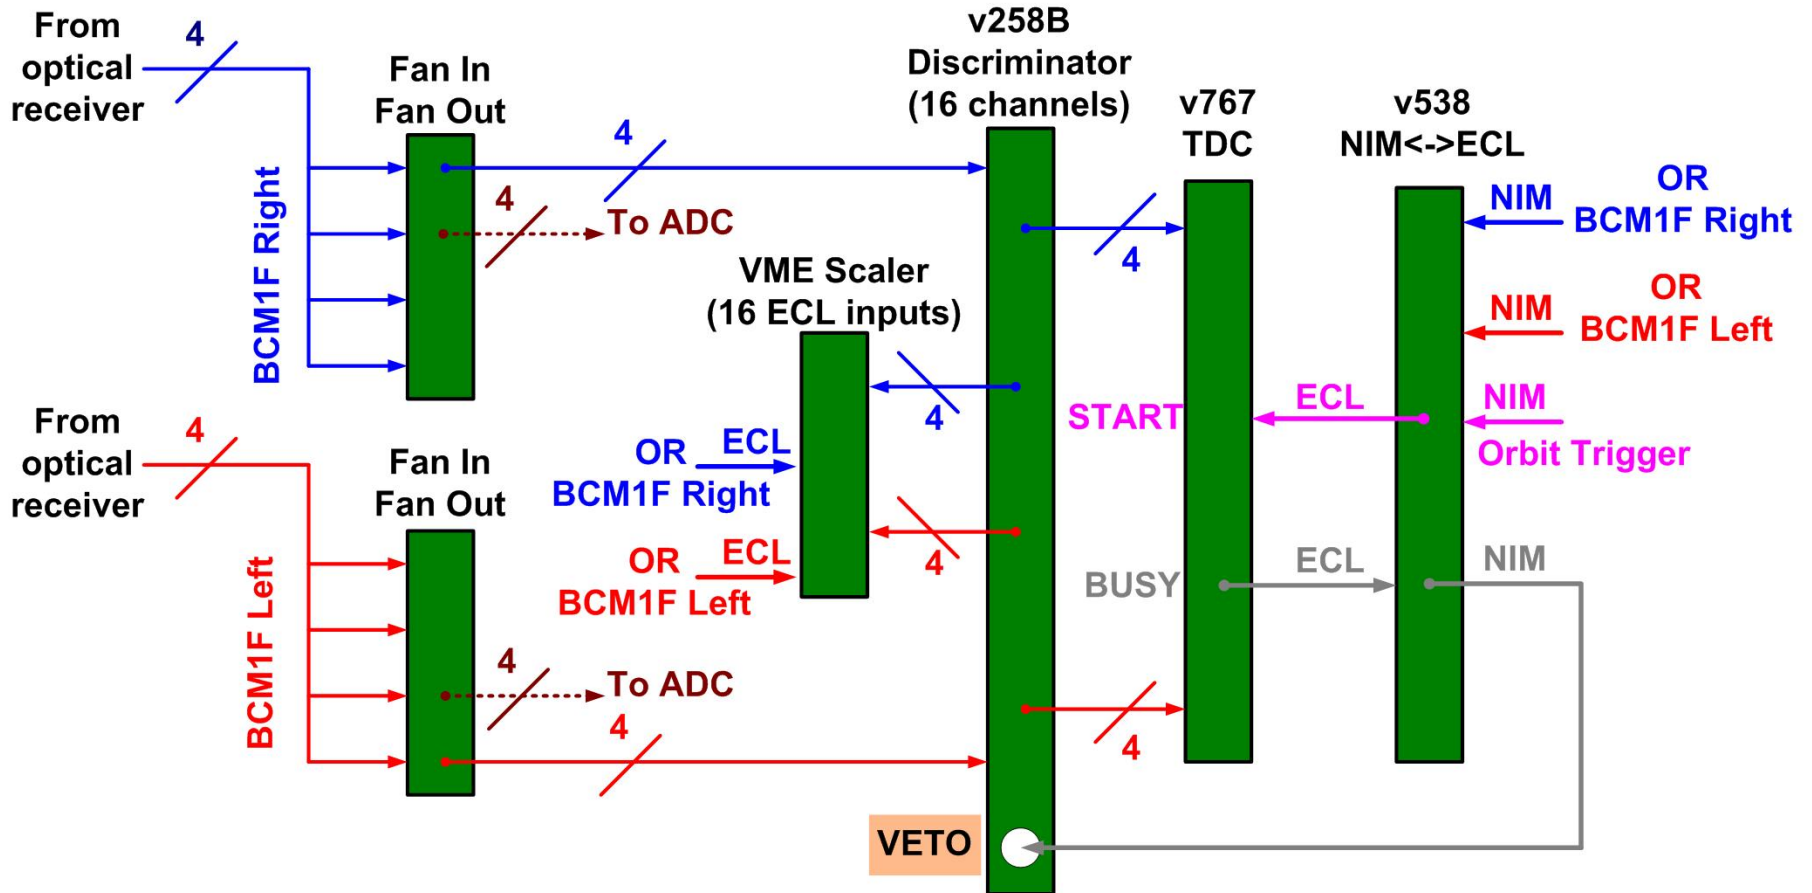 From
optical
receiver
4
BCM1F Right
Fan In
Fan Out
4
4
To ADC
v258B
Discriminator
(16 channels)
v767
TDC
v538
NIM<->ECL
NIM
OR
BCM1F Right
NIM
OR
BCM1F Left
NIM
Orbit Trigger
ECL
START
4
VME Scaler
(16 ECL inputs)
4
OR
ECL
BCM1F Right
4
OR
ECL
BCM1F Left
BUSY
ECL
NIM
4
From
optical
receiver
4
BCM1F Left
Fan In
Fan Out
4
To ADC
4
VETO